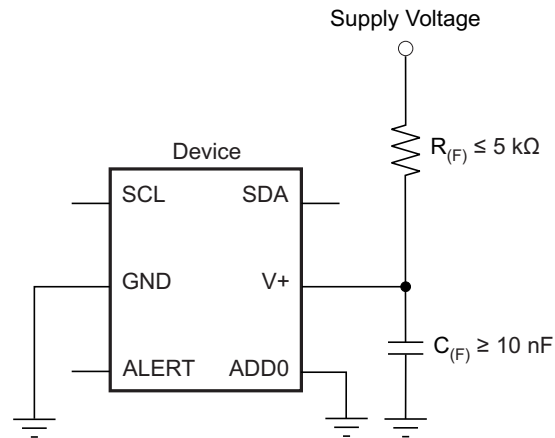 Supply Voltage
R(F) ≤ 5 kΩ
Device
SCL SDA
GND V+
C(F) ≥ 10 nF
ALERT ADD0